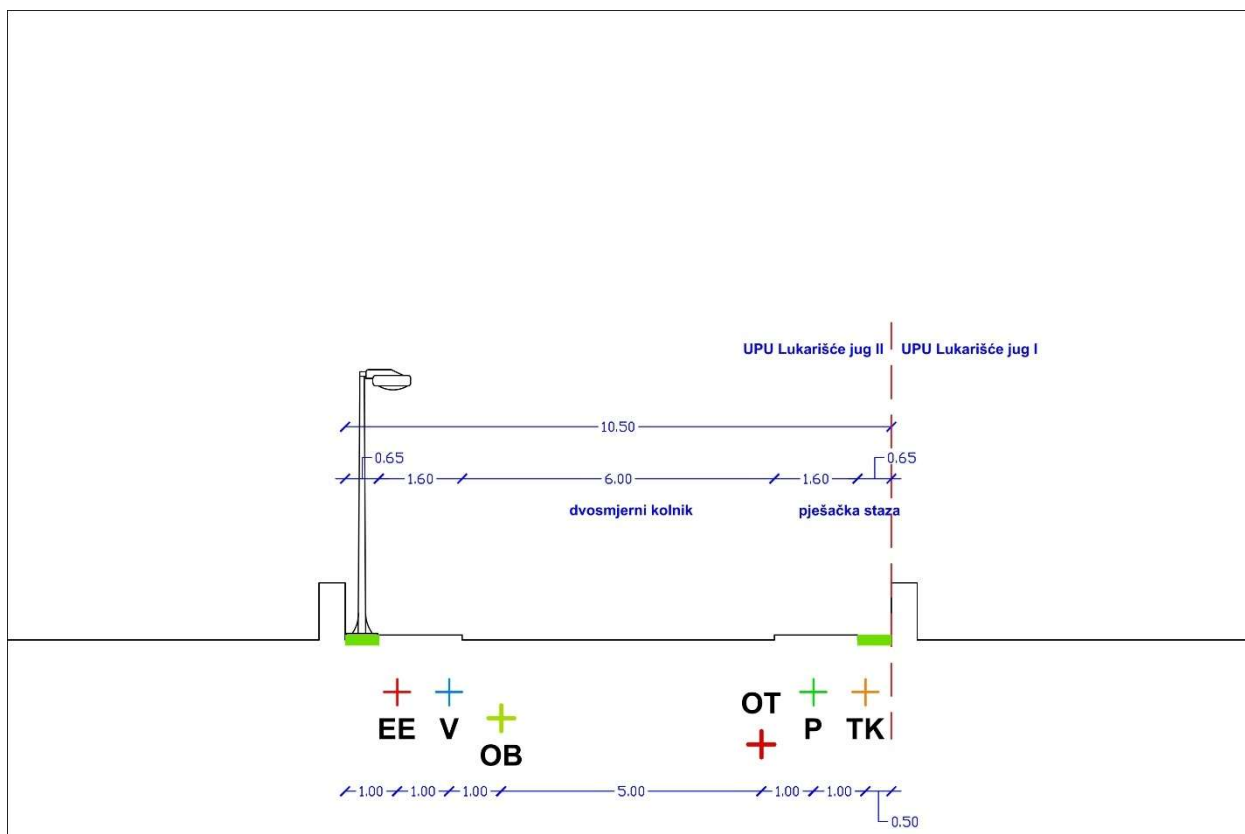 UPU Lukarišće jug II UPU Lukarišće jug I
10.50
0.65 0.65
1.60 6.00 1.60
dvosmjerni kolnik pješačka staza
EE V OB OT P TK
1.00 1.00 1.00 5.00 1.00 1.00
0.50